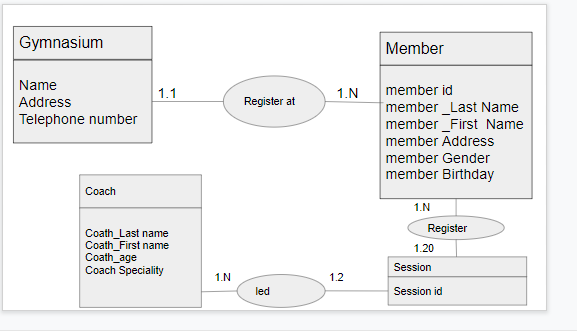 Gymnasium
Name
Address
Telephone number
1.1
Register at
1.N
Member
member id
member _Last Name
member _First  Name
member Address
member Gender
member Birthday
1.N
Register
1.20
Session
Session id
Coach
Coath_Last name
Coath_First name
Coath_age
Coach Speciality
1.N
led
1.2